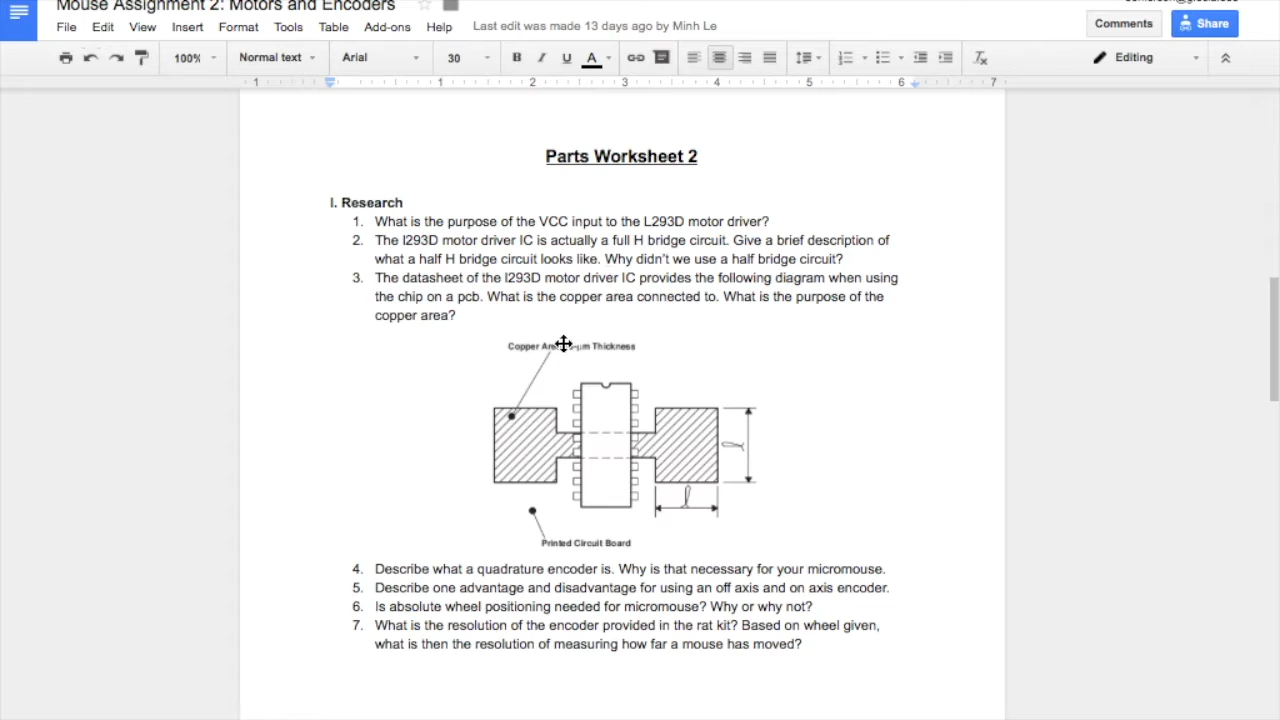 Mouse Assignment 2: Motors and Encoders
File Edit View Insert Format Tools Table Add-ons Help Last edit was made 13 days ago by Minh Le
Comments Share
100% Normal text Arial 30 B I U A Editing
1 1 2 3 4 5 6 7
Parts Worksheet 2
I. Research
1. What is the purpose of the VCC input to the L293D motor driver?
2. The l293D motor driver IC is actually a full H bridge circuit. Give a brief description of
what a half H bridge circuit looks like. Why didn't we use a half bridge circuit?
3. The datasheet of the l293D motor driver IC provides the following diagram when using
the chip on a pcb. What is the copper area connected to. What is the purpose of the
copper area?
Copper Thickness
l
l
Printed Circuit Board
4. Describe what a quadrature encoder is. Why is that necessary for your micromouse.
5. Describe one advantage and disadvantage for using an off axis and on axis encoder.
6. Is absolute wheel positioning needed for micromouse? Why or why not?
7. What is the resolution of the encoder provided in the rat kit? Based on wheel given,
what is then the resolution of measuring how far a mouse has moved?